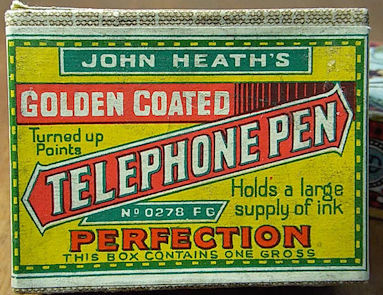 JOHN HEATH'S
GOLDEN COATED
Turned up
Points
TELEPHONE PEN
Holds a large
supply of ink
No 0278 FG
PERFECTION
THIS BOX CONTAINS ONE GROSS